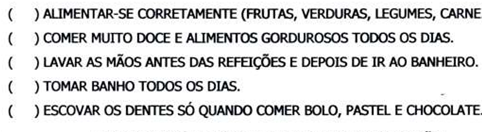 ( ) ALIMENTAR-SE CORRETAMENTE (FRUTAS, VERDURAS, LEGUMES, CARNE
( ) COMER MUITO DOCE E ALIMENTOS GORDUROSOS TODOS OS DIAS.
( ) LAVAR AS MÃOS ANTES DAS REFEIÇÕES E DEPOIS DE IR AO BANHEIRO.
( ) TOMAR BANHO TODOS OS DIAS.
( ) ESCOVAR OS DENTES SÓ QUANDO COMER BOLO, PASTEL E CHOCOLATE.